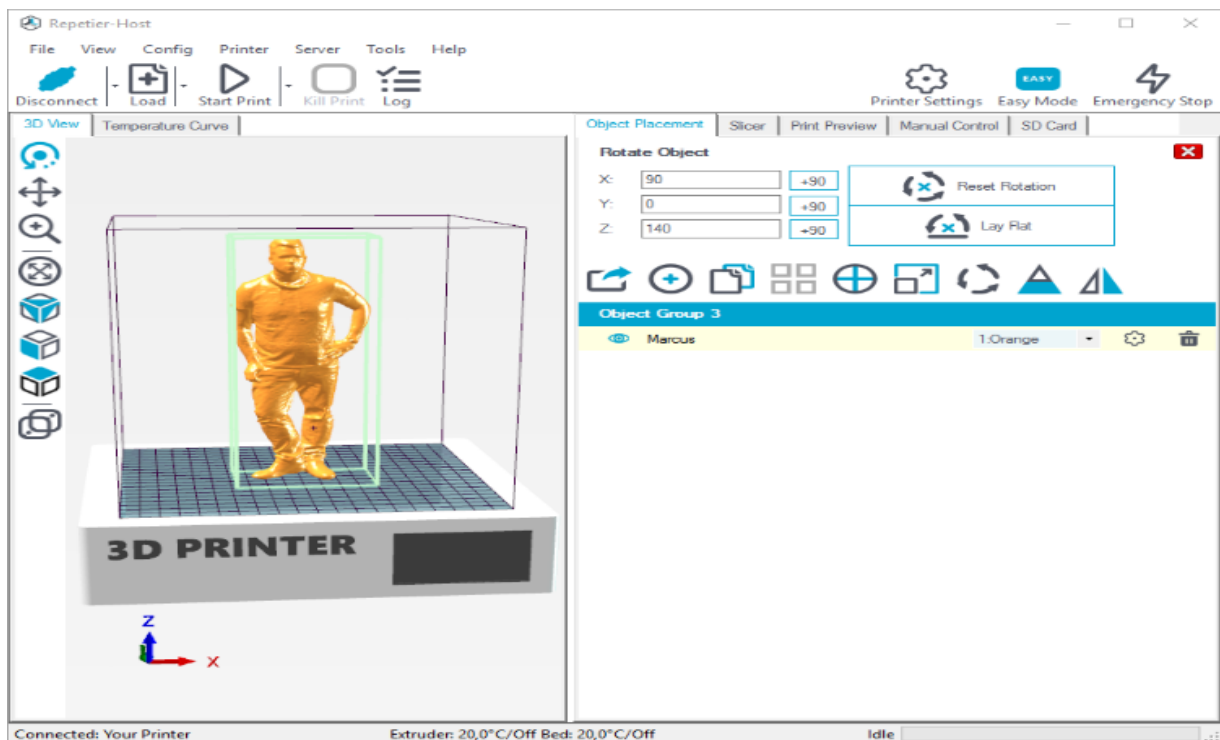 Repetier-Host
File View Config Printer Server Tools Help
Disconnect Load Start Print Kill Print Log Printer Settings EASY Easy Mode Emergency Stop
3D View Temperature Curve
Object Placement Slicer Print Preview Manual Control SD Card
Rotate Object
X: 90 +90 Reset Rotation
Y: 0 +90
Z: 140 +90 Lay Flat
Object Group 3
Marcus 1:Orange
3D PRINTER
Z
X
Connected: Your Printer Extruder: 20,0°C/Off Bed: 20,0°C/Off Idle